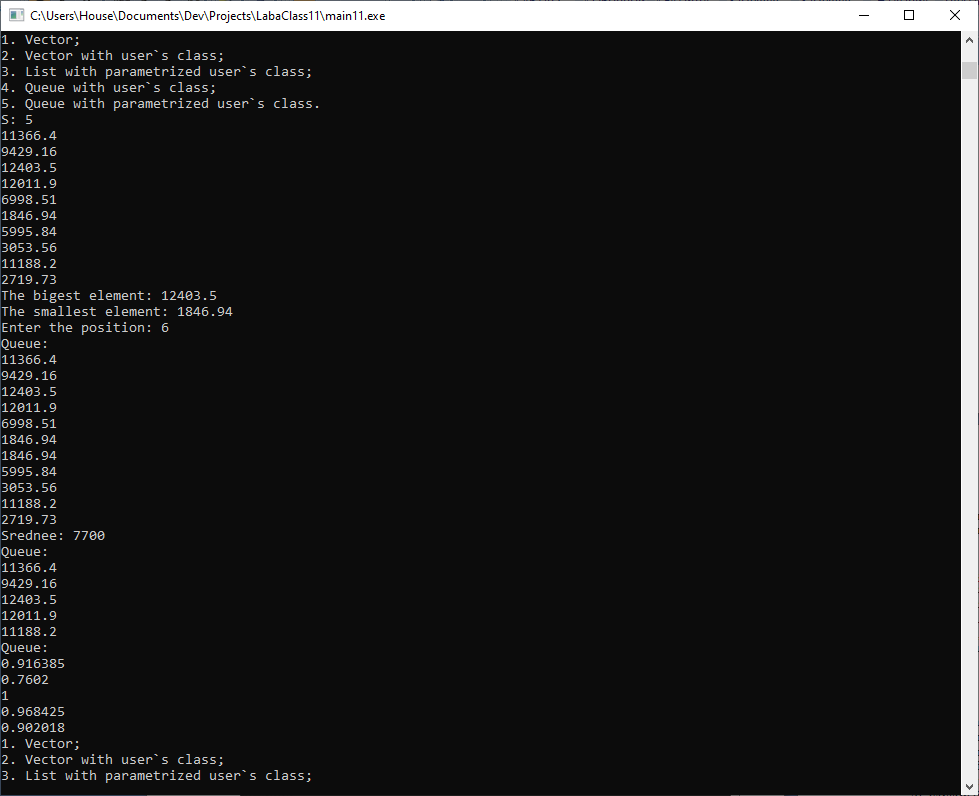 C:\Users\House\Documents\Dev\Projects\LabaClass11\main11.exe
1. Vector;
2. Vector with user`s class;
3. List with parametrized user`s class;
4. Queue with user`s class;
5. Queue with parametrized user`s class.
S: 5
11366.4
9429.16
12403.5
12011.9
6998.51
1846.94
5995.84
3053.56
11188.2
2719.73
The bigest element: 12403.5
The smallest element: 1846.94
Enter the position: 6
Queue:
11366.4
9429.16
12403.5
12011.9
6998.51
1846.94
1846.94
5995.84
3053.56
11188.2
2719.73
Srednee: 7700
Queue:
11366.4
9429.16
12403.5
12011.9
11188.2
Queue:
0.916385
0.7602
1
0.968425
0.902018
1. Vector;
2. Vector with user`s class;
3. List with parametrized user`s class;